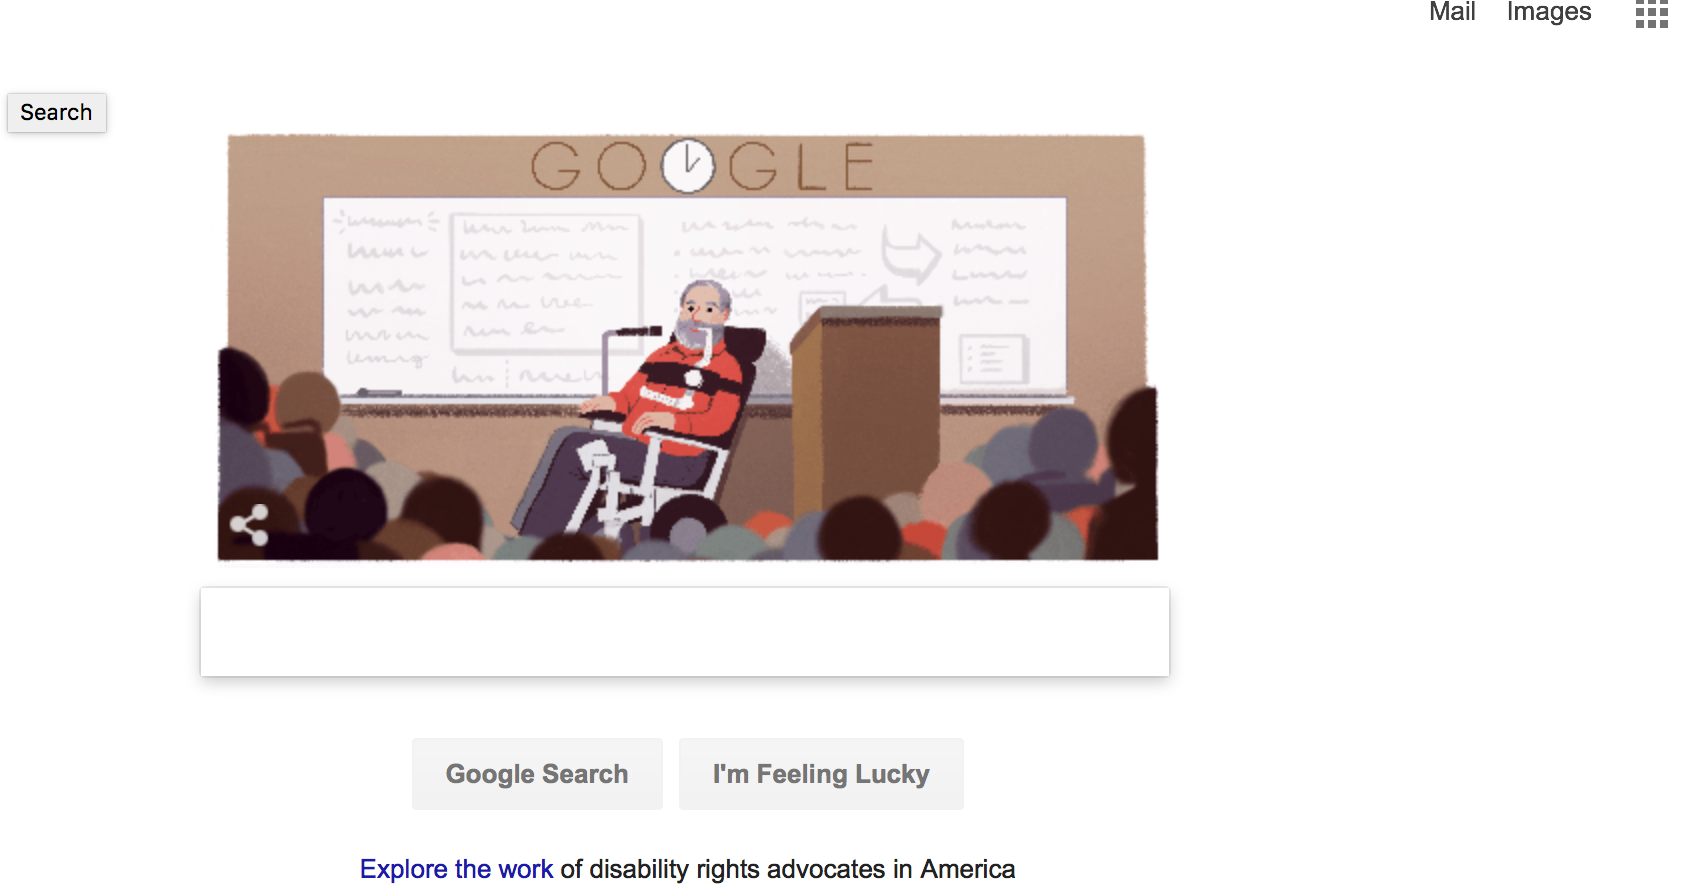 Mail Images
Search
GOOGLE
Google Search I'm Feeling Lucky
Explore the work of disability rights advocates in America